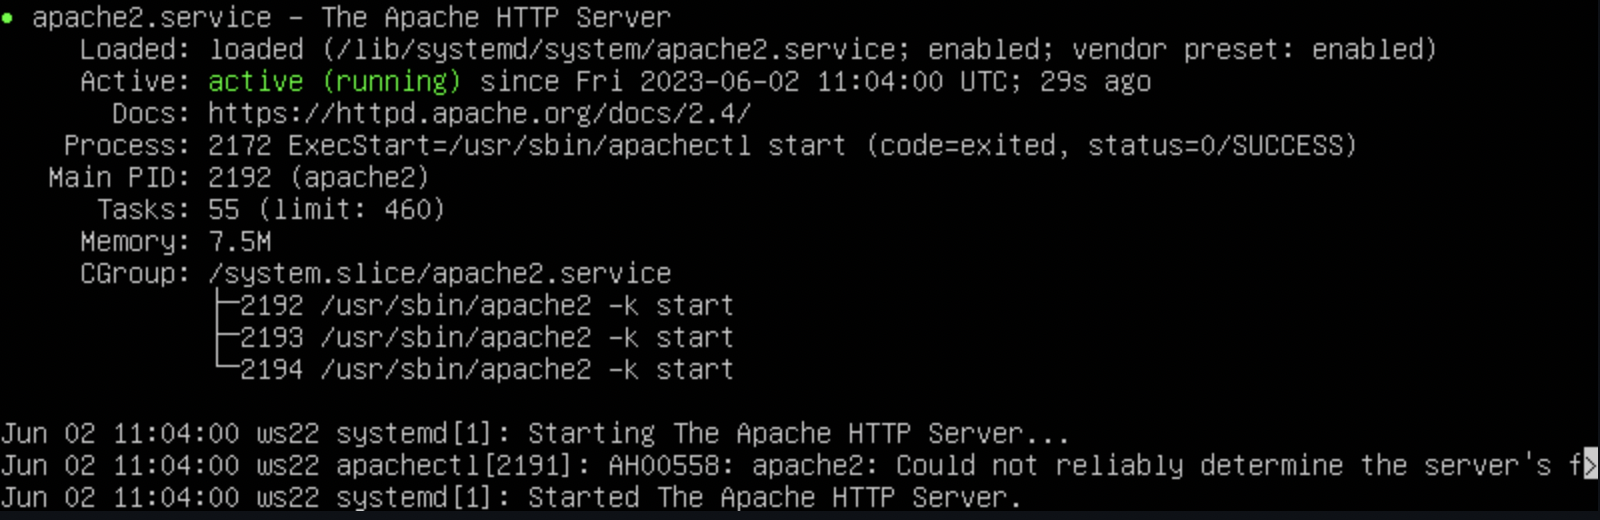 ● apache2.service - The Apache HTTP Server
     Loaded: loaded (/lib/systemd/system/apache2.service; enabled; vendor preset: enabled)
     Active: active (running) since Fri 2023-06-02 11:04:00 UTC; 29s ago
       Docs: https://httpd.apache.org/docs/2.4/
    Process: 2172 ExecStart=/usr/sbin/apachectl start (code=exited, status=0/SUCCESS)
   Main PID: 2192 (apache2)
      Tasks: 55 (limit: 460)
     Memory: 7.5M
     CGroup: /system.slice/apache2.service
             ├─2192 /usr/sbin/apache2 -k start
             ├─2193 /usr/sbin/apache2 -k start
             └─2194 /usr/sbin/apache2 -k start
Jun 02 11:04:00 ws22 systemd[1]: Starting The Apache HTTP Server...
Jun 02 11:04:00 ws22 apachectl[2191]: AH00558: apache2: Could not reliably determine the server's f>
Jun 02 11:04:00 ws22 systemd[1]: Started The Apache HTTP Server.